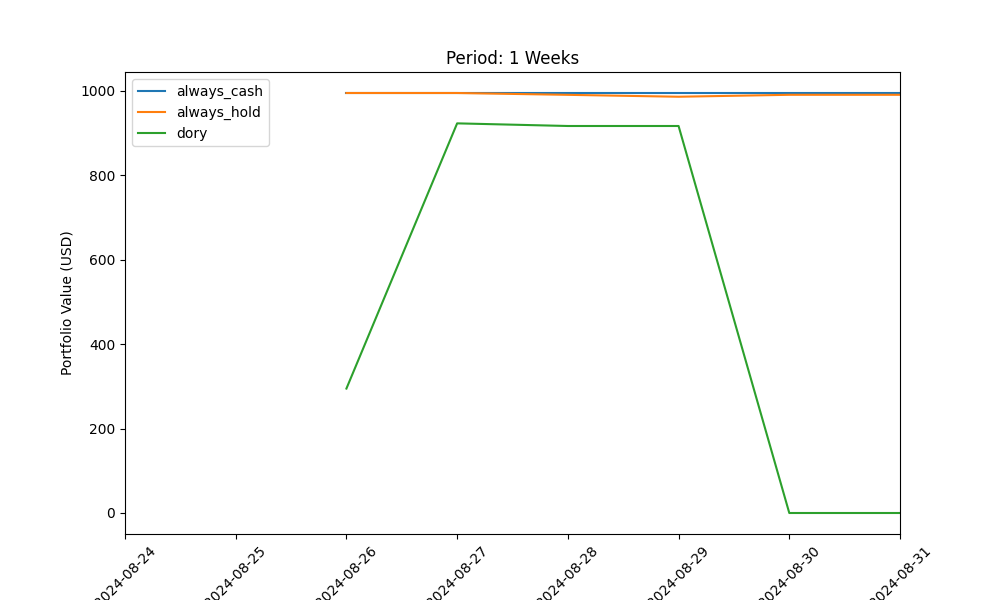 Period: 1 Weeks
always_cash
always_hold
dory
Portfolio Value (USD)
1000
800
600
400
200
0
2024-08-24
2024-08-25
2024-08-26
2024-08-27
2024-08-28
2024-08-29
2024-08-30
2024-08-31